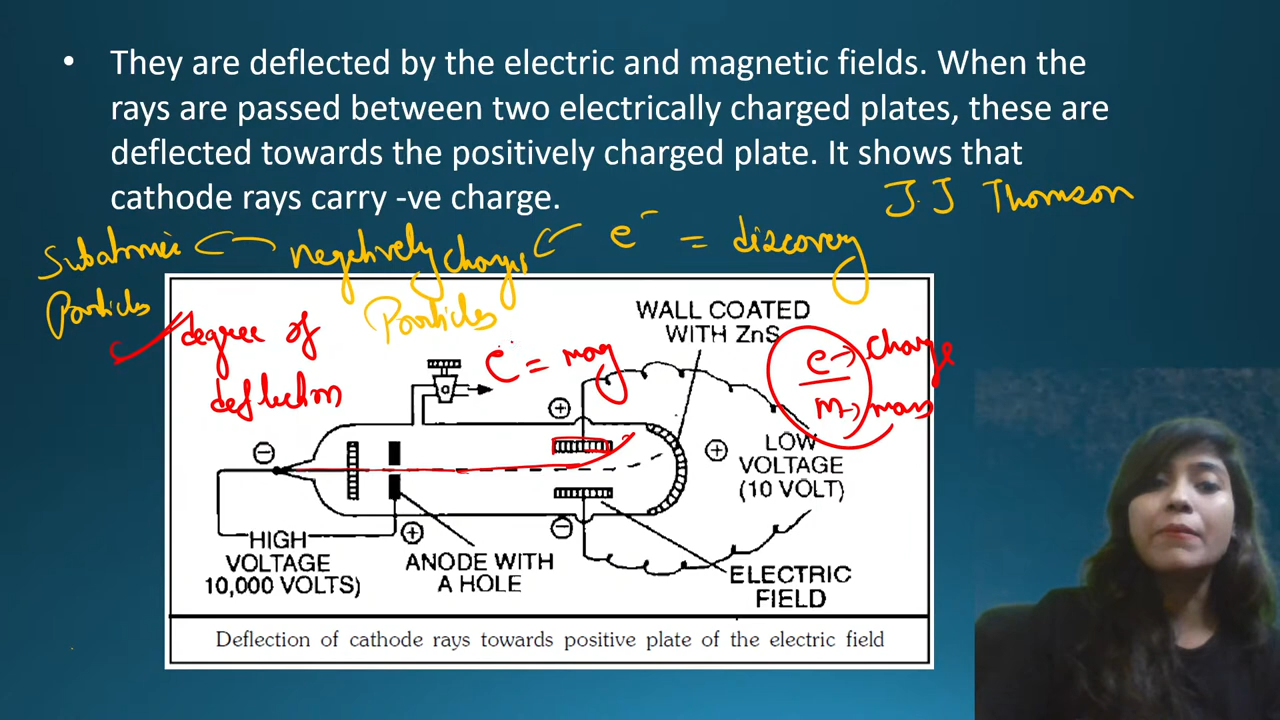 • They are deflected by the electric and magnetic fields. When the
rays are passed between two electrically charged plates, these are
deflected towards the positively charged plate. It shows that
cathode rays carry -ve charge.
J.J Thomson
e⁻ = discovery
negatively charges
Particles
Subatomic
Particles
degree of
deflection
e⁻ = mag
e → charge
m → mass
WALL COATED
WITH ZnS
+
−
+
LOW
VOLTAGE
(10 VOLT)
−
+
HIGH
VOLTAGE
10,000 VOLTS)
ANODE WITH
A HOLE
ELECTRIC
FIELD
Deflection of cathode rays towards positive plate of the electric field